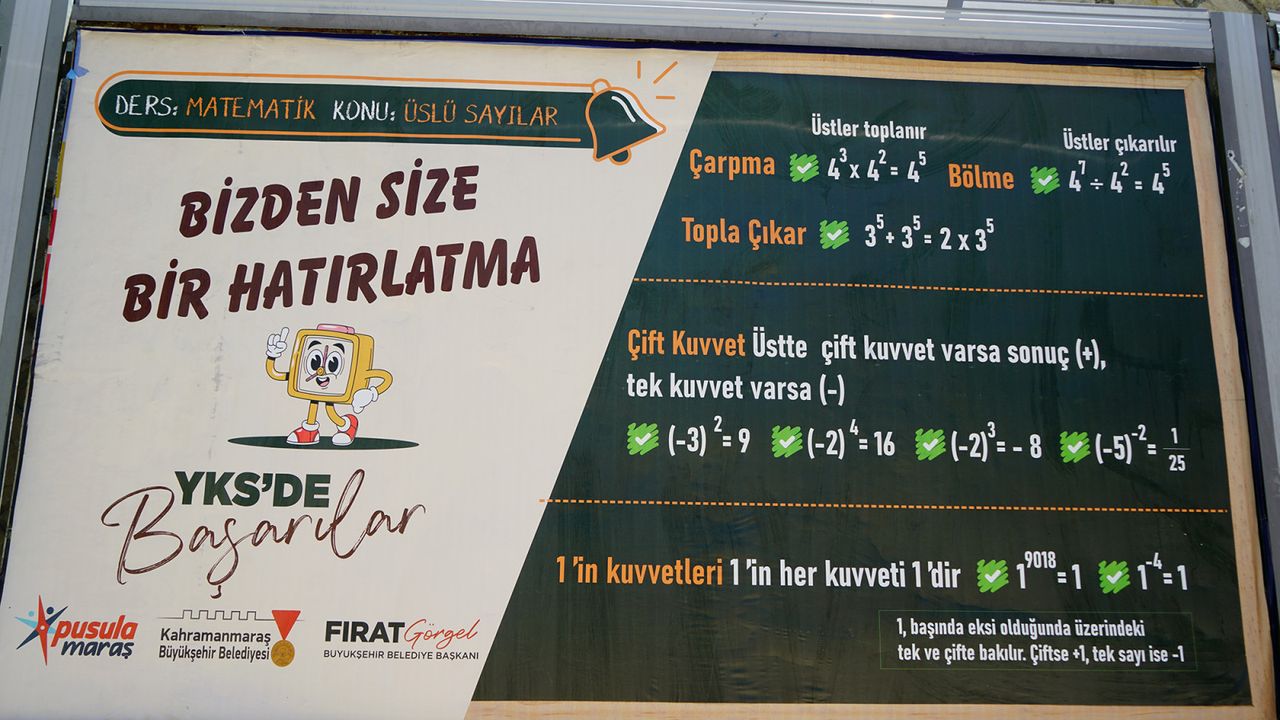 DERS: MATEMATİK KONU: ÜSLÜ SAYILAR
BİZDEN SİZE
BİR HATIRLATMA
YKS'DE
Başarılar
pusula
maraş
Kahramanmaraş
Büyükşehir Belediyesi
FIRAT Görgel
BÜYÜKŞEHİR BELEDİYE BAŞKANI
Üstler toplanır
Çarpma 4³ x 4² = 4⁵
Üstler çıkarılır
Bölme 4⁷ ÷ 4² = 4⁵
Topla Çıkar 3⁵ + 3⁵ = 2 x 3⁵
Çift Kuvvet Üstte çift kuvvet varsa sonuç (+),
tek kuvvet varsa (-)
(-3)² = 9 (-2)⁴ = 16 (-2)³ = - 8 (-5)⁻² = 1/25
1'in kuvvetleri 1'in her kuvveti 1'dir 1⁹⁰¹⁸ = 1 1⁻⁴ = 1
1, başında eksi olduğunda üzerindeki
tek ve çifte bakılır. Çiftse +1, tek sayı ise -1